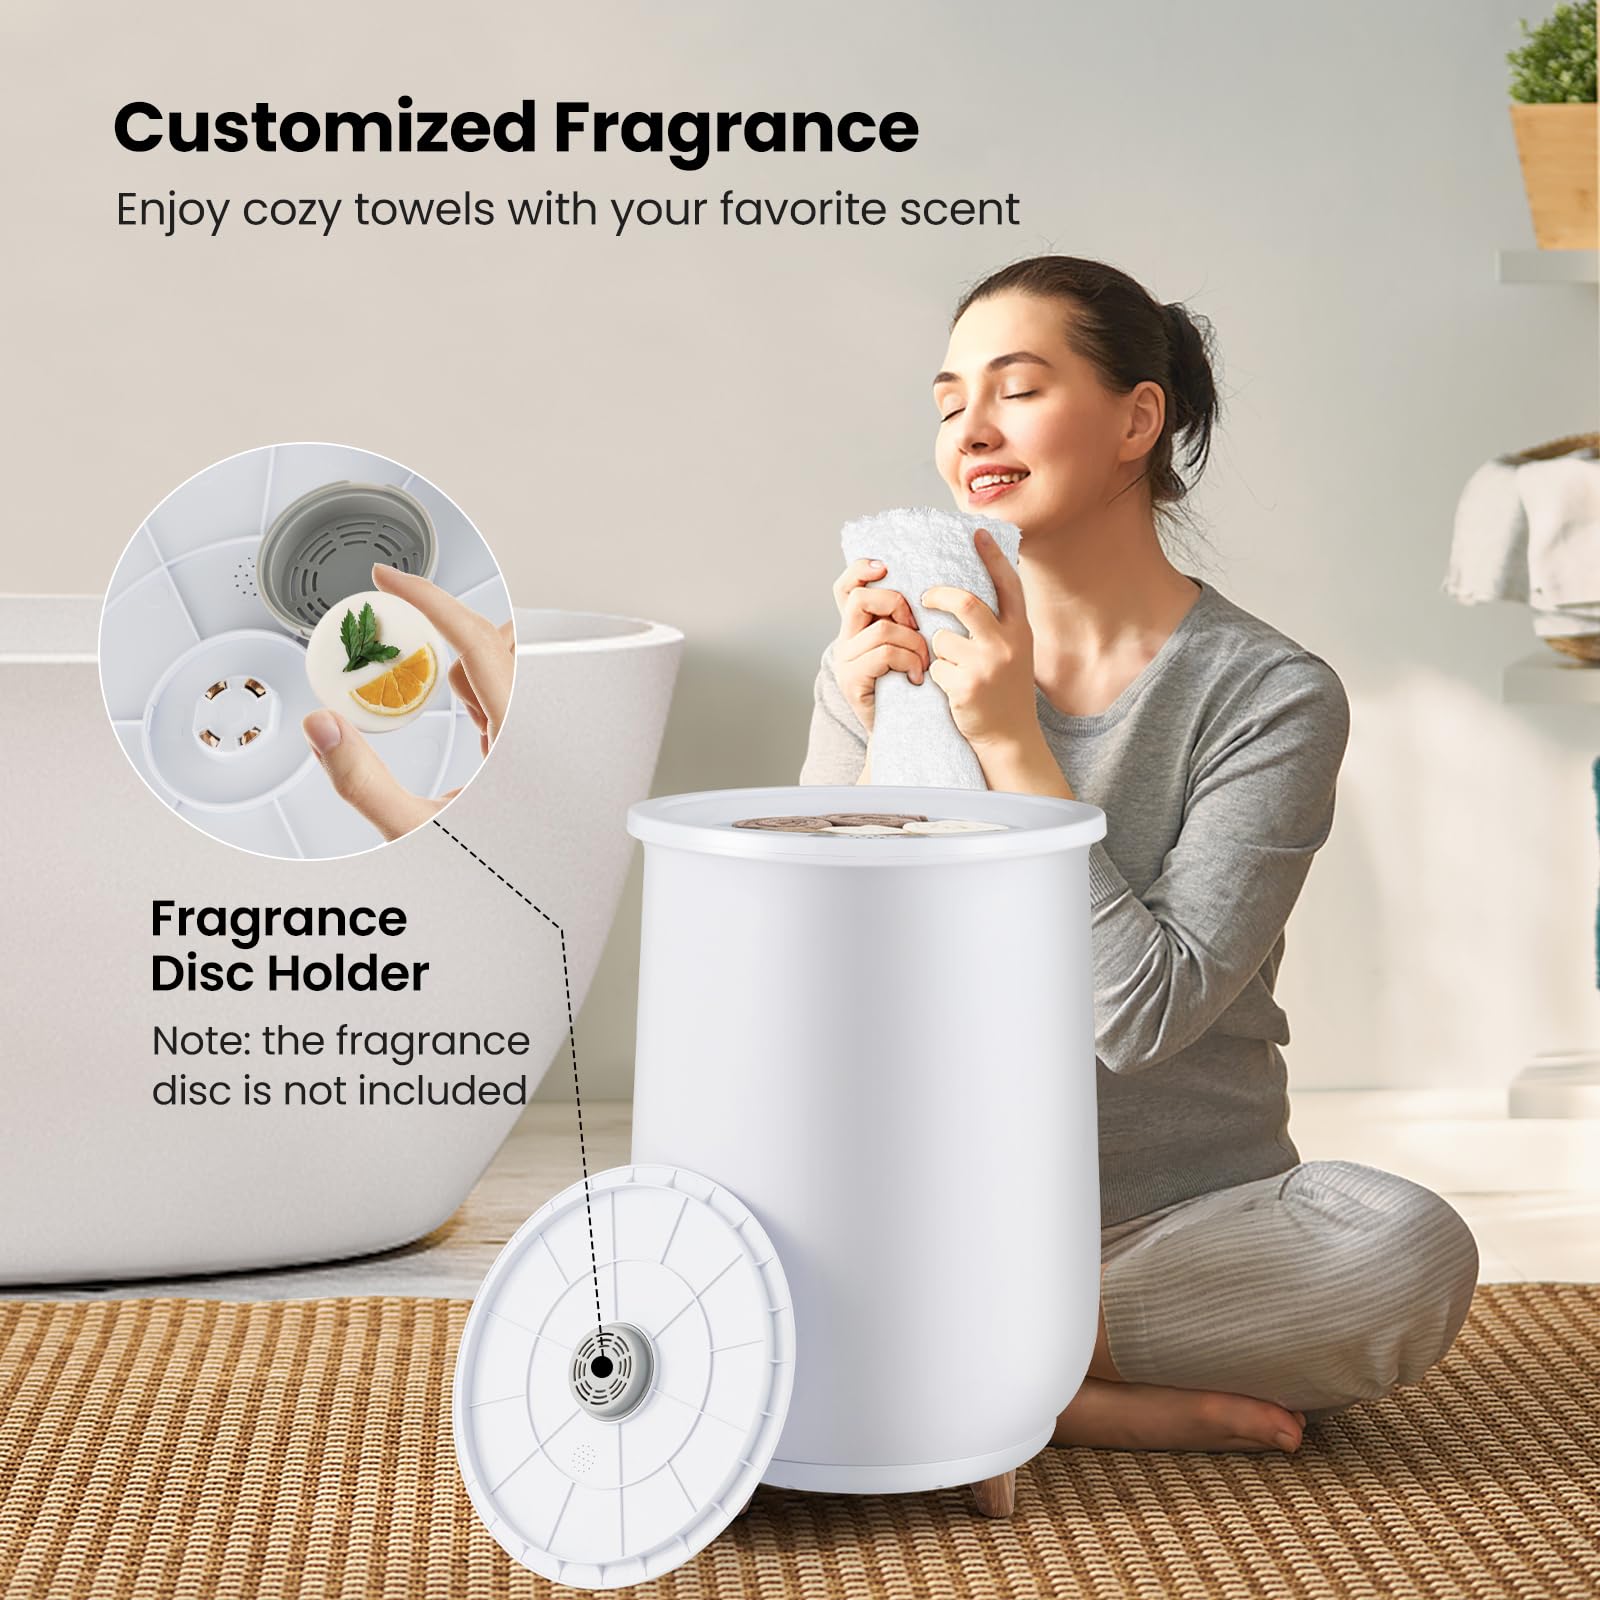 Customized Fragrance
Enjoy cozy towels with your favorite scent
Fragrance
Disc Holder
Note: the fragrance
disc is not included